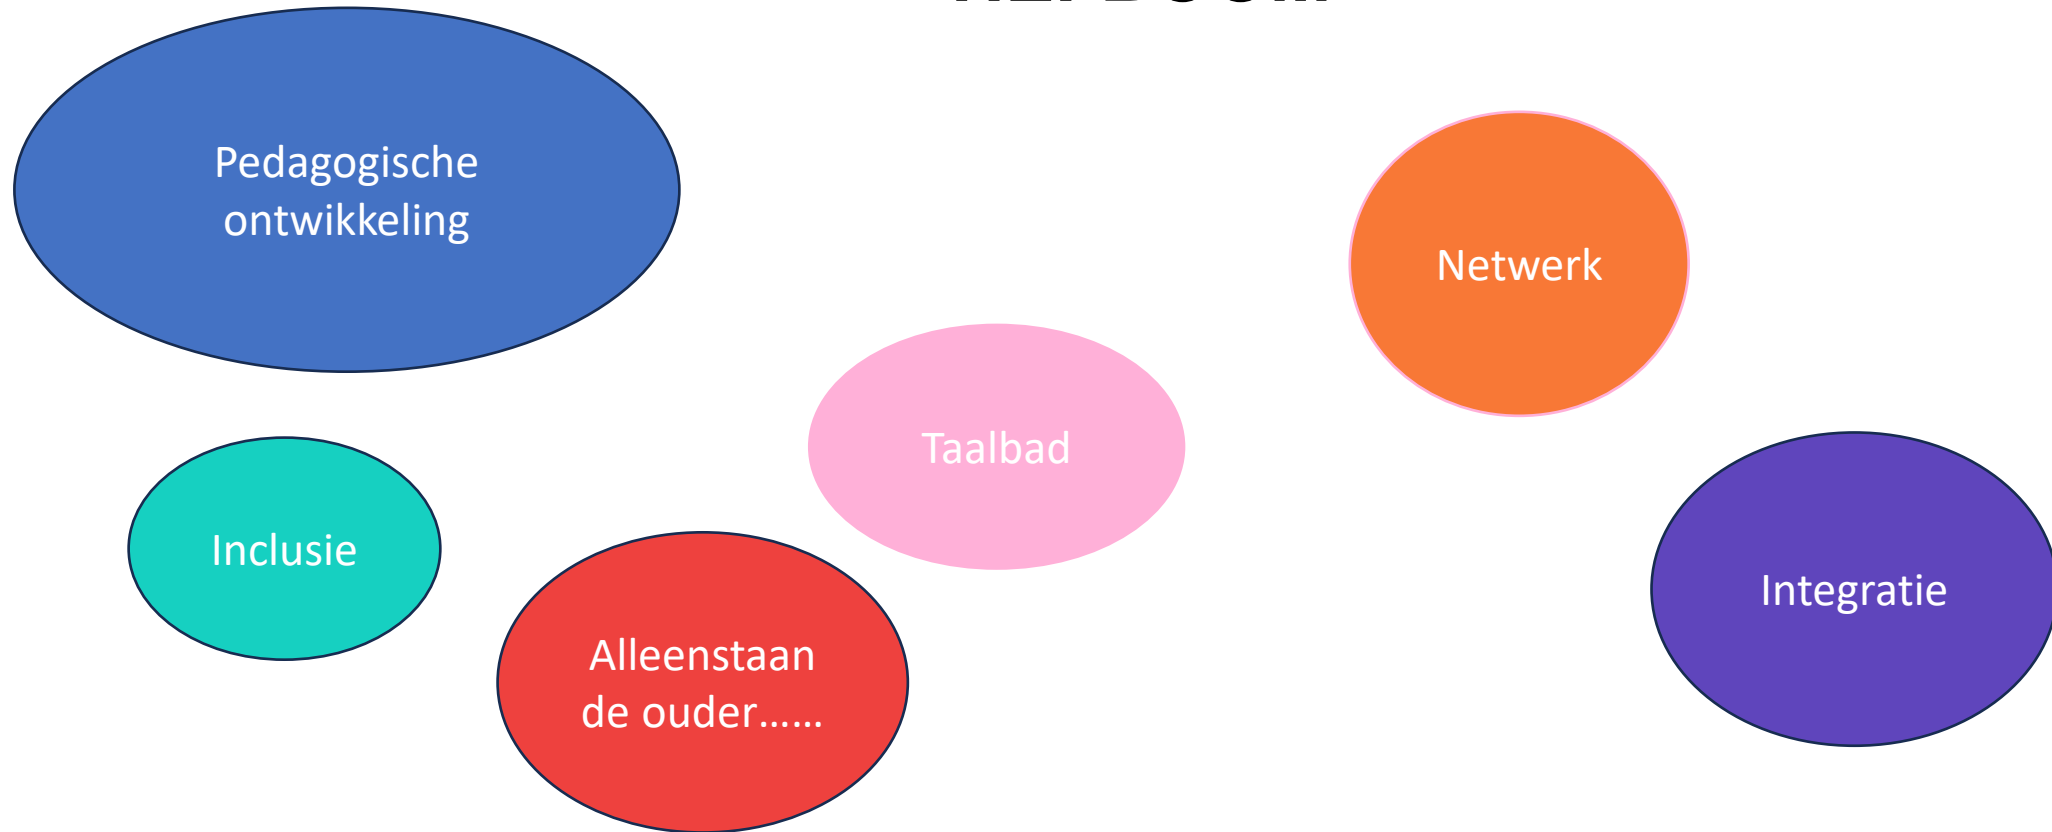 Pedagogische
ontwikkeling
Netwerk
Taalbad
Inclusie
Integratie
Alleenstaan
de ouder……